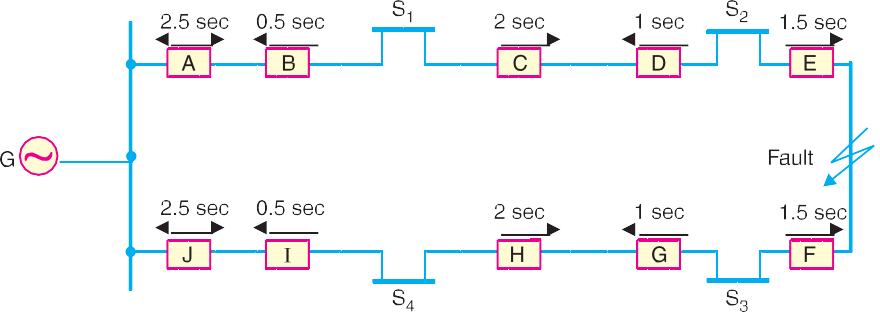 2.5 sec 0.5 sec S1 2 sec 1 sec S2 1.5 sec
A B C D E
G Fault
2.5 sec 0.5 sec 2 sec 1 sec 1.5 sec
J I H G F
S4 S3